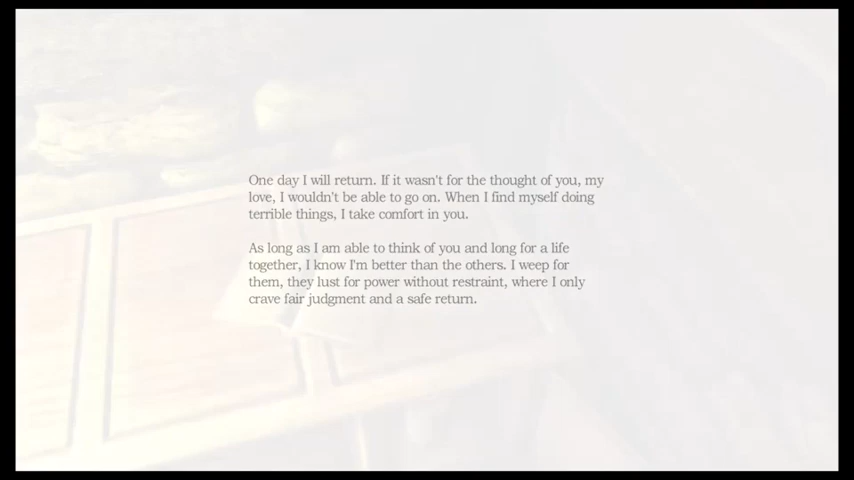 One day I will return. If it wasn't for the thought of you, my
love, I wouldn't be able to go on. When I find myself doing
terrible things, I take comfort in you.
As long as I am able to think of you and long for a life
together, I know I'm better than the others. I weep for
them, they lust for power without restraint, where I only
crave fair judgment and a safe return.